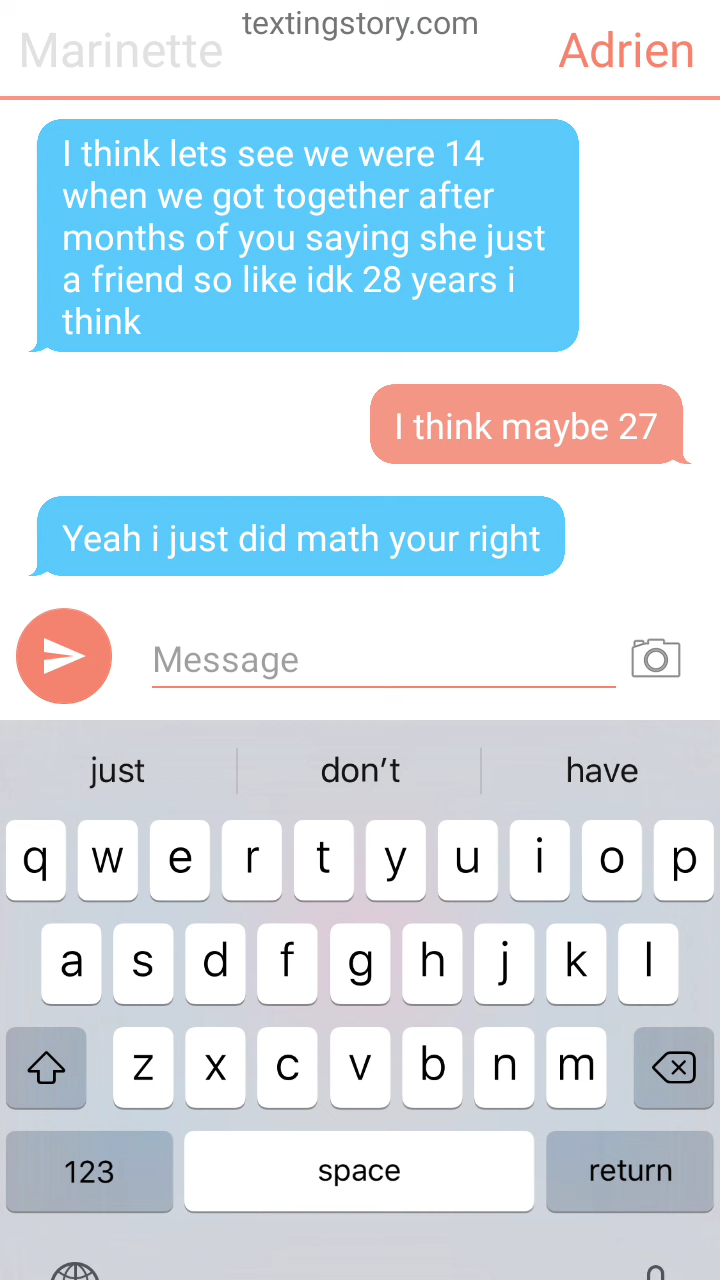 textingstory.com
Marinette
Adrien
I think lets see we were 14
when we got together after
months of you saying she just
a friend so like idk 28 years i
think
I think maybe 27
Yeah i just did math your right
Message
just
don't
have
q w e r t y u i o p
a s d f g h j k l
z x c v b n m
123
space
return